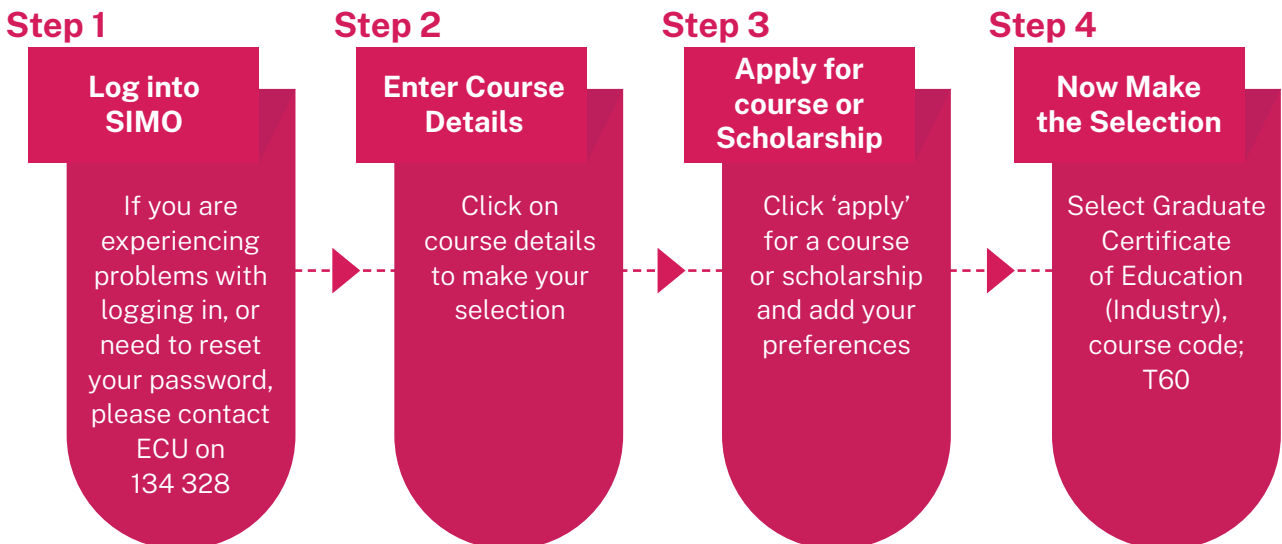 Step 1
Log into
SIMO
If you are
experiencing
problems with
logging in, or
need to reset
your password,
please contact
ECU on
134 328
Step 2
Enter Course
Details
Click on
course details
to make your
selection
Step 3
Apply for
course or
Scholarship
Click ‘apply’
for a course
or scholarship
and add your
preferences
Step 4
Now Make
the Selection
Select Graduate
Certificate
of Education
(Industry),
course code;
T60